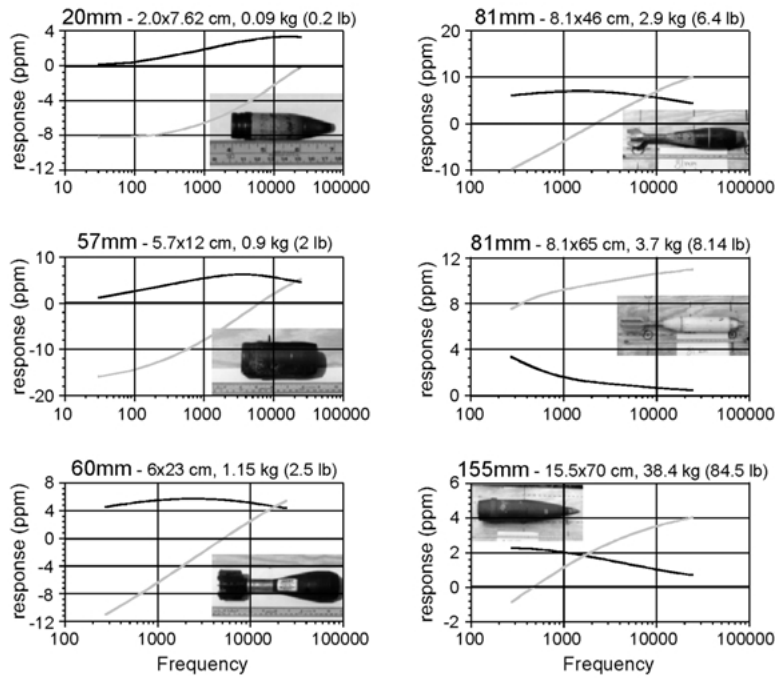 20mm - 2.0x7.62 cm, 0.09 kg (0.2 lb)
response (ppm)
4
0
-4
-8
-12
10 100 1000 10000 100000
81mm - 8.1x46 cm, 2.9 kg (6.4 lb)
response (ppm)
20
10
0
-10
100 1000 10000 100000
57mm - 5.7x12 cm, 0.9 kg (2 lb)
response (ppm)
10
0
-10
-20
10 100 1000 10000 100000
81mm - 8.1x65 cm, 3.7 kg (8.14 lb)
response (ppm)
12
8
4
0
100 1000 10000 100000
60mm - 6x23 cm, 1.15 kg (2.5 lb)
response (ppm)
8
4
0
-4
-8
-12
100 1000 10000 100000
Frequency
155mm - 15.5x70 cm, 38.4 kg (84.5 lb)
response (ppm)
6
4
2
0
-2
100 1000 10000 100000
Frequency